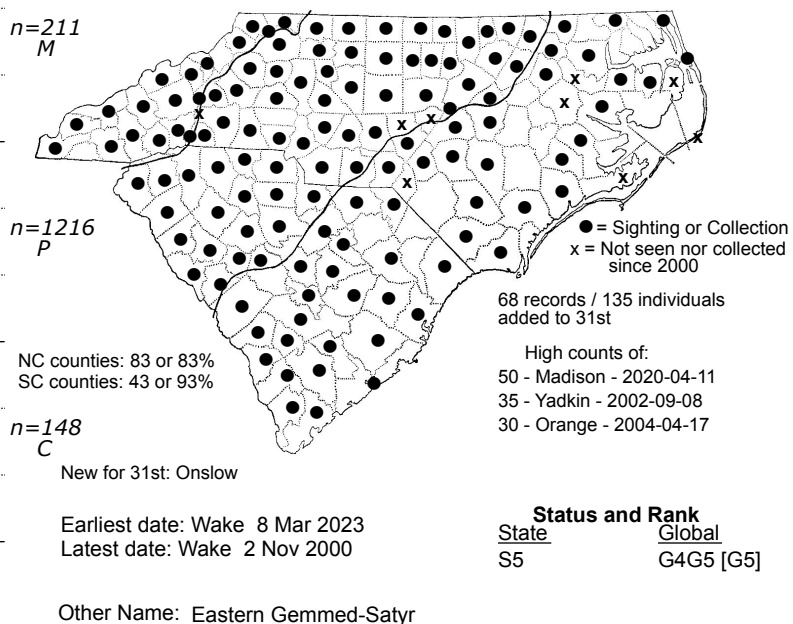 n=211
M
n=1216
P
n=148
C
● = Sighting or Collection
x = Not seen nor collected
since 2000
68 records / 135 individuals
added to 31st
NC counties: 83 or 83%
SC counties: 43 or 93%
High counts of:
50 - Madison - 2020-04-11
35 - Yadkin - 2002-09-08
30 - Orange - 2004-04-17
New for 31st: Onslow
Earliest date: Wake 8 Mar 2023
Latest date: Wake 2 Nov 2000
Status and Rank
State Global
S5 G4G5 [G5]
Other Name: Eastern Gemmed-Satyr